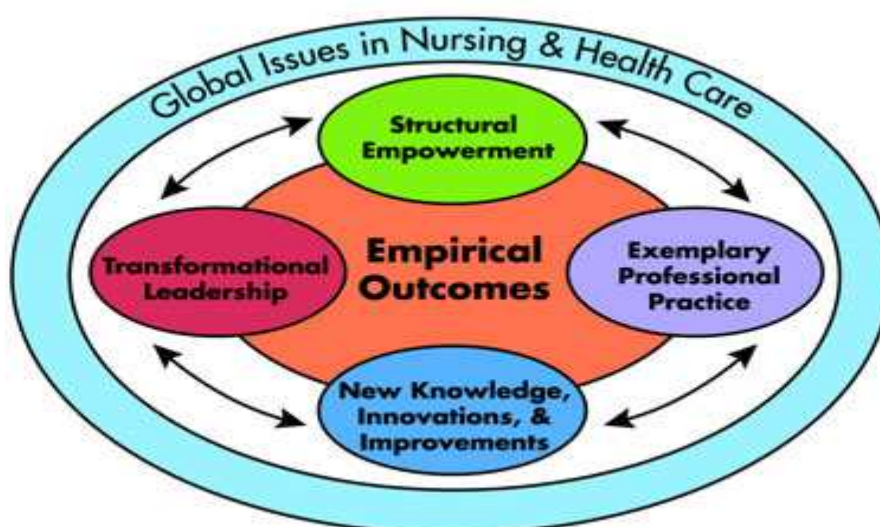 Global Issues in Nursing & Health Care
Structural
Empowerment
Transformational
Leadership
Empirical
Outcomes
Exemplary
Professional
Practice
New Knowledge,
Innovations, &
Improvements